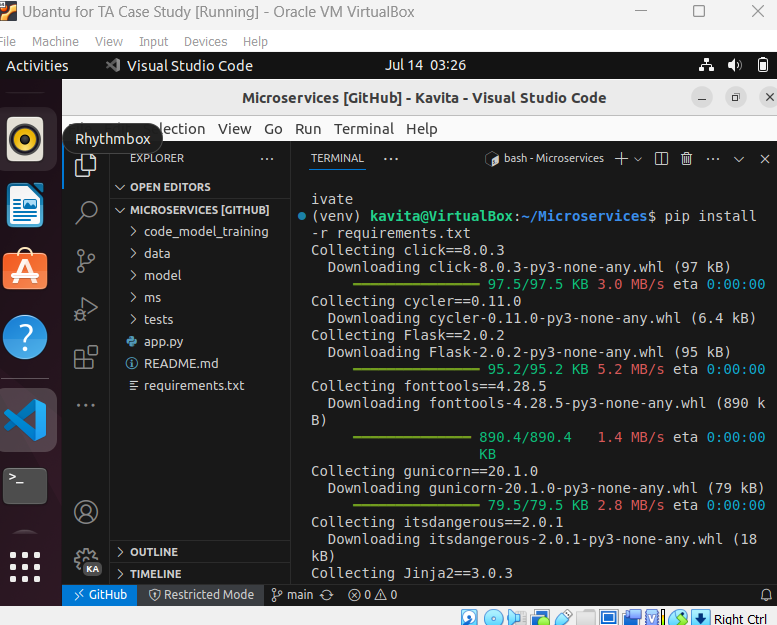 Ubantu for TA Case Study [Running] - Oracle VM VirtualBox
File Machine View Input Devices Help
Activities Visual Studio Code Jul 14 03:26
Microservices [GitHub] - Kavita - Visual Studio Code
View Go Run Terminal Help
Rhythmbox
EXPLORER
OPEN EDITORS
MICROSERVICES [GITHUB]
code_model_training
data
model
ms
tests
app.py
README.md
requirements.txt
OUTLINE
TIMELINE
TERMINAL
bash - Microservices
ivate
(venv) kavita@VirtualBox:~/Microservices$ pip install
-r requirements.txt
Collecting click==8.0.3
Downloading click-8.0.3-py3-none-any.whl (97 kB)
97.5/97.5 KB 3.0 MB/s eta 0:00:00
Collecting cycler==0.11.0
Downloading cycler-0.11.0-py3-none-any.whl (6.4 kB)
Collecting Flask==2.0.2
Downloading Flask-2.0.2-py3-none-any.whl (95 kB)
95.2/95.2 KB 5.2 MB/s eta 0:00:00
Collecting fonttools==4.28.5
Downloading fonttools-4.28.5-py3-none-any.whl (890 k
B)
890.4/890.4 1.4 MB/s eta 0:00:00
KB
Collecting gunicorn==20.1.0
Downloading gunicorn-20.1.0-py3-none-any.whl (79 kB)
79.5/79.5 KB 2.8 MB/s eta 0:00:00
Collecting itsdangerous==2.0.1
Downloading itsdangerous-2.0.1-py3-none-any.whl (18
kB)
Collecting Jinja2==3.0.3
KA
GitHub Restricted Mode main 0 0
Right Ctrl